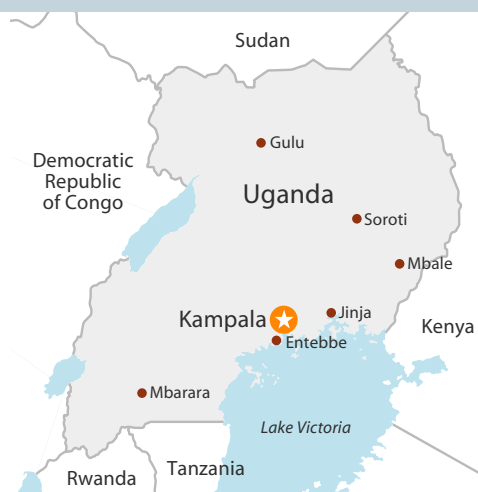 Sudan
Gulu
Democratic
Republic
of Congo
Uganda
Soroti
Mbale
Kampala
Jinja
Kenya
Entebbe
Mbarara
Lake Victoria
Tanzania
Rwanda